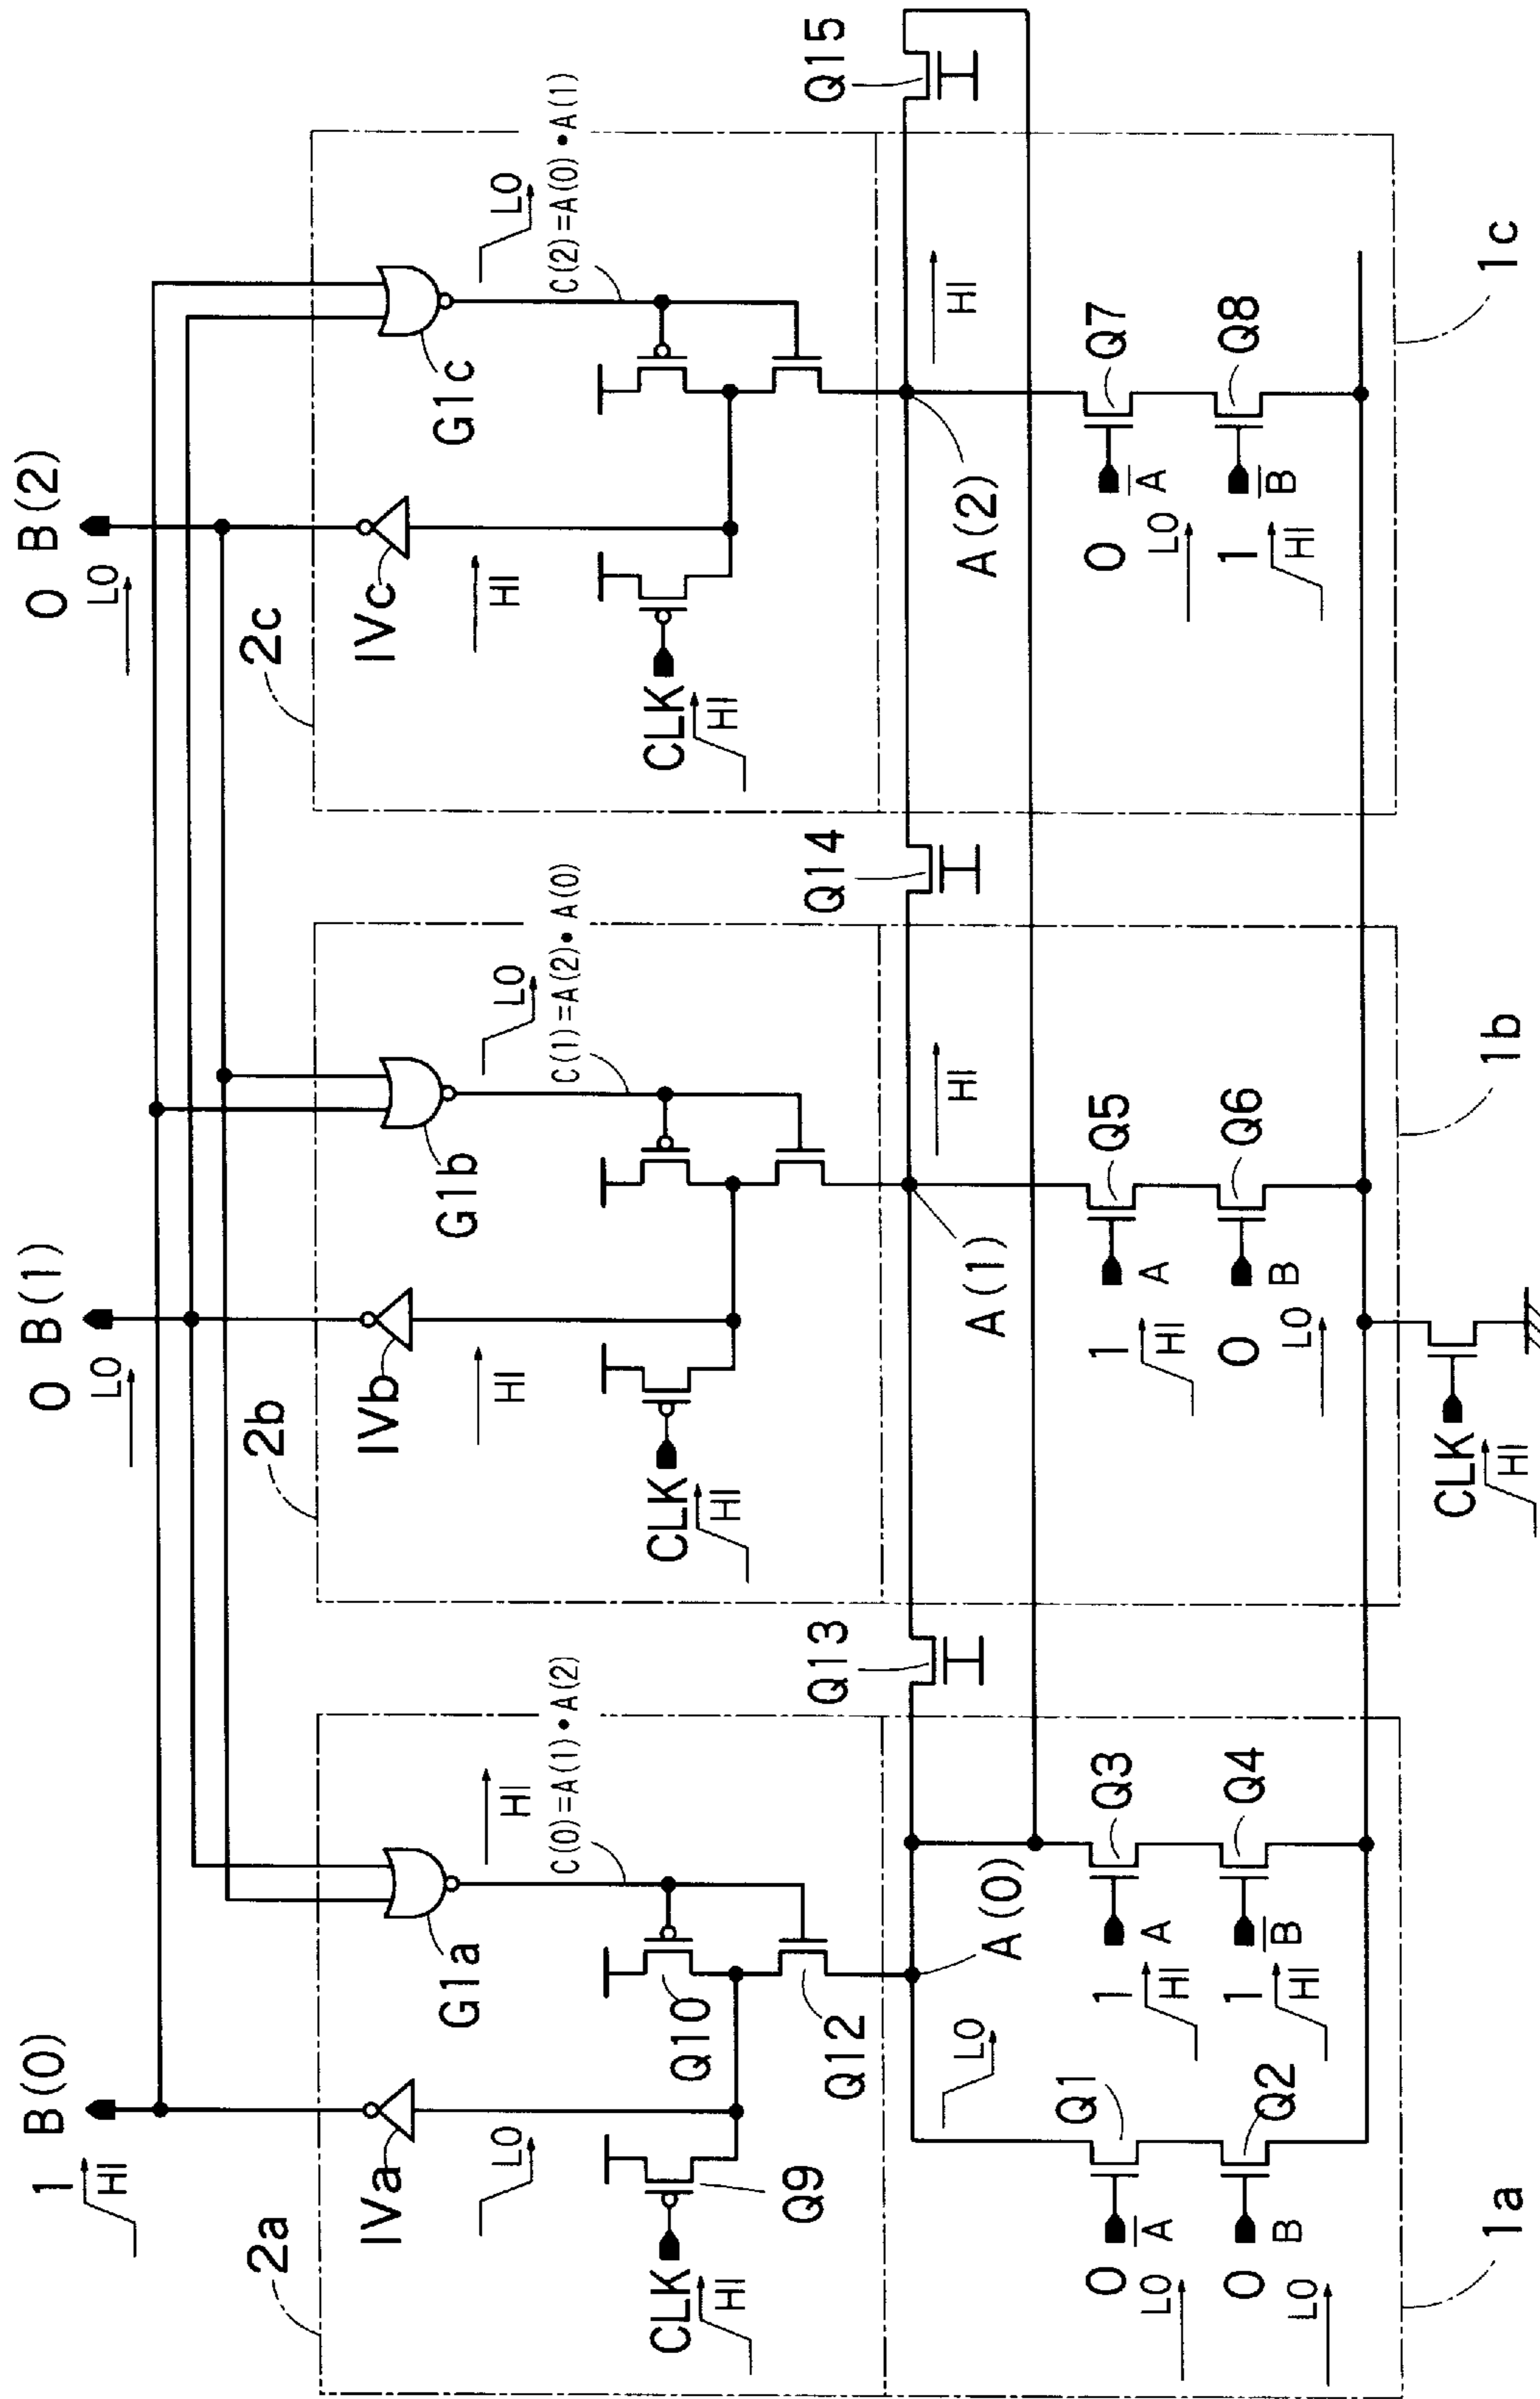 1 B(0)
HI
0 B(1)
LO
0 B(2)
LO
2a
IVa
LO
G1a
HI
C(0)=A(1)•A(2)
CLK
HI
Q9
Q10
Q12
2b
IVb
HI
G1b
LO
C(1)=A(2)•A(0)
CLK
HI
2c
IVc
HI
G1c
LO
C(2)=A(0)•A(1)
CLK
HI
Q13
Q14
Q15
LO
A(0)
A(1)
HI
A(2)
HI
0
LO
A̅
Q1
0
LO
B
Q2
1
HI
A
Q3
1
HI
B̅
Q4
1
HI
A
Q5
0
LO
B
Q6
0
LO
A̅
Q7
1
HI
B̅
Q8
1a
1b
1c
CLK
HI